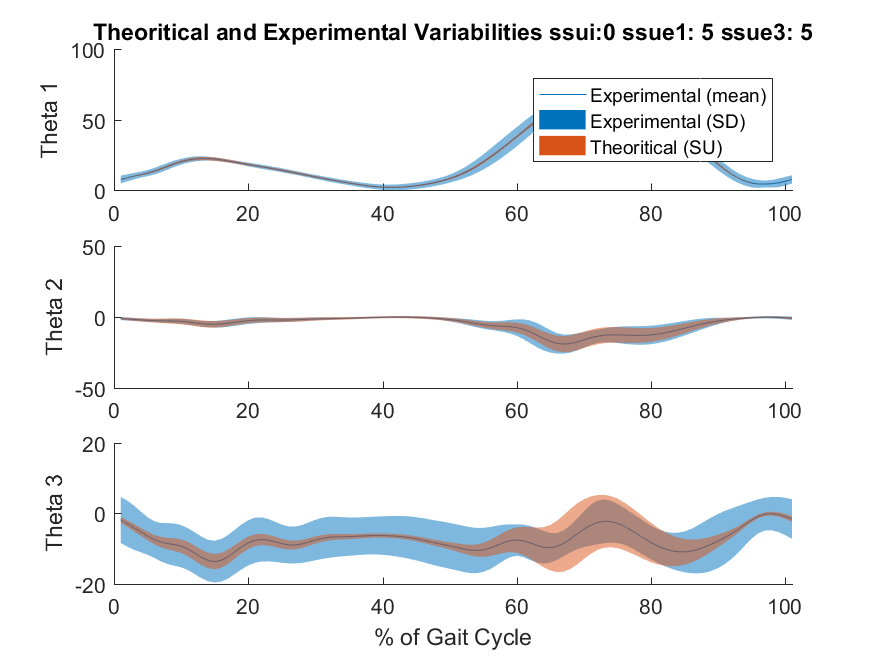 Theoritical and Experimental Variabilities ssui:0 ssue1: 5 ssue3: 5
100
50
0
Theta 1
Experimental (mean)
Experimental (SD)
Theoritical (SU)
0 20 40 60 80 100
50
0
-50
Theta 2
0 20 40 60 80 100
20
0
-20
Theta 3
0 20 40 60 80 100
% of Gait Cycle